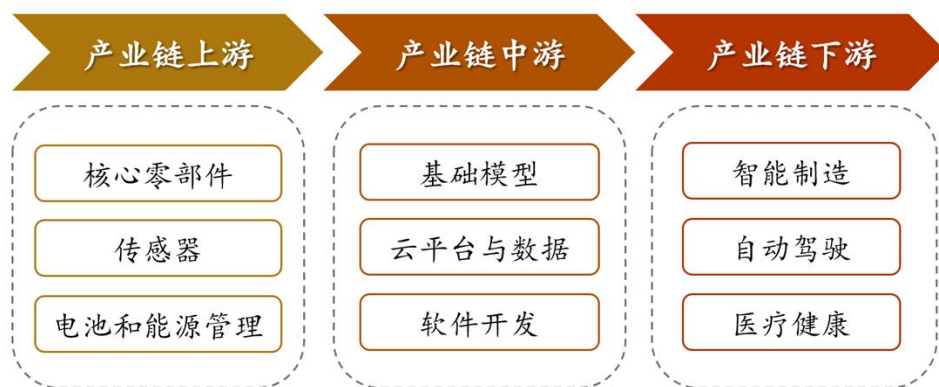 产业链上游
产业链中游
产业链下游
核心零部件
传感器
电池和能源管理
基础模型
云平台与数据
软件开发
智能制造
自动驾驶
医疗健康